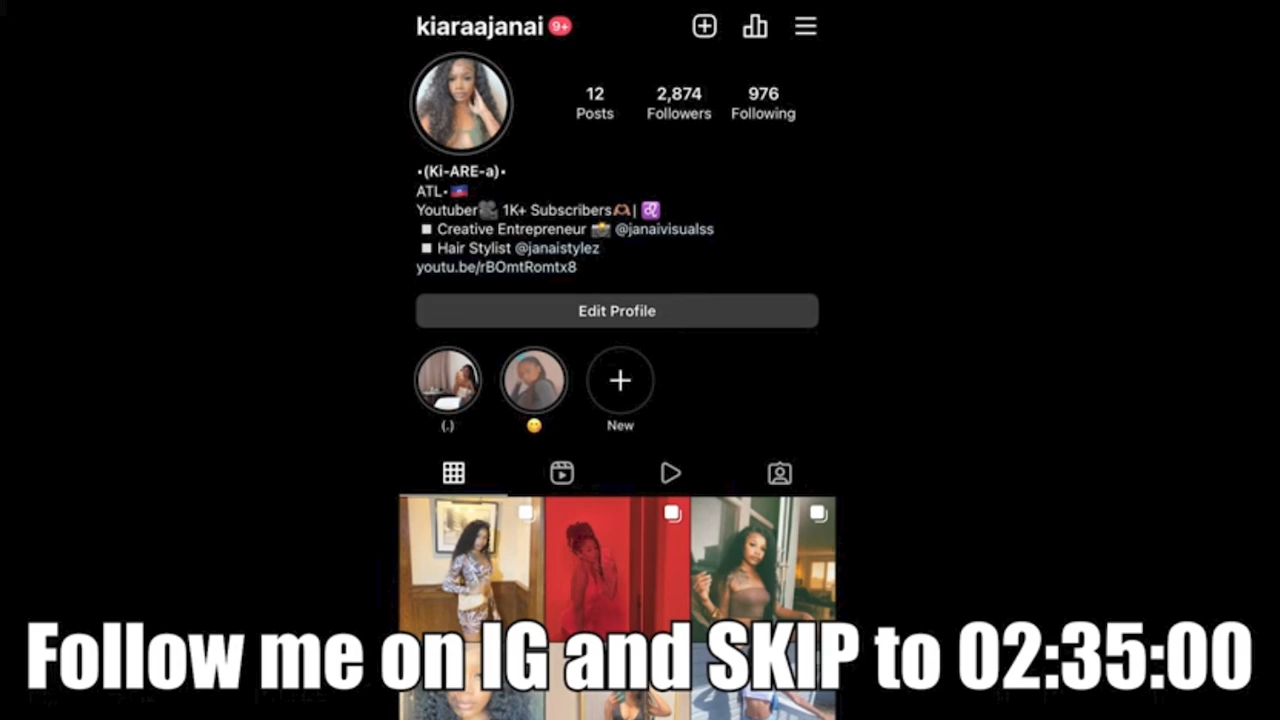 kiaraajanai 9+
12 2,874 976
Posts Followers Following
•(Ki-ARE-a)•
ATL•🇭🇹
Youtuber🎥 1K+ Subscribers🫶🏾| ♌
◽Creative Entrepreneur 📸 @janaivisualss
◽Hair Stylist @janaistylez
youtu.be/rBOmtRomtx8
Edit Profile
(.) 😋 New
Follow me on IG and SKIP to 02:35:00